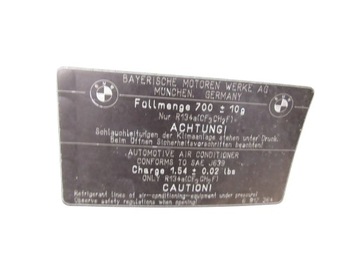 BAYERISCHE MOTOREN WERKE AG
MÜNCHEN, GERMANY
Füllmenge 700 ± 10g
Nur R134a(CF3CH2F)
ACHTUNG!
Schlauchleitungen der Klimaanlage stehen unter Druck.
Beim Öffnen Sicherheitsvorschriften beachten!
AUTOMOTIVE AIR CONDITIONER
CONFORMS TO SAE J639
Charge 1.54 ± 0.02 lbs
ONLY R134a(CF3CH2F)
CAUTION!
Refrigerant lines of air-conditioning-equipment under pressure!
Observe safety regulations when opening!